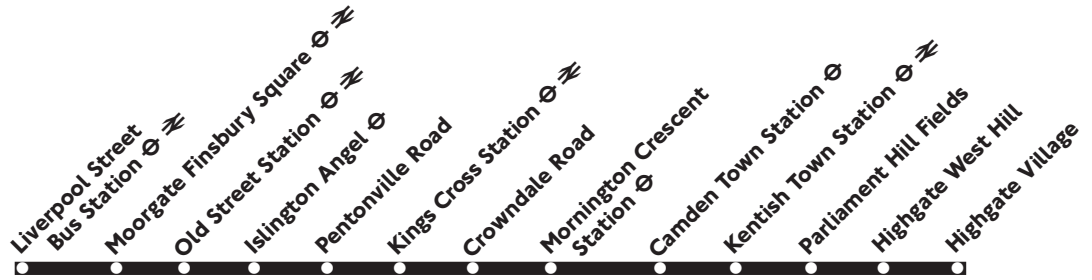 Liverpool Street
Bus Station
Moorgate Finsbury Square
Old Street Station
Islington Angel
Pentonville Road
Kings Cross Station
Crowndale Road
Mornington Crescent
Station
Camden Town Station
Kentish Town Station
Parliament Hill Fields
Highgate West Hill
Highgate Village